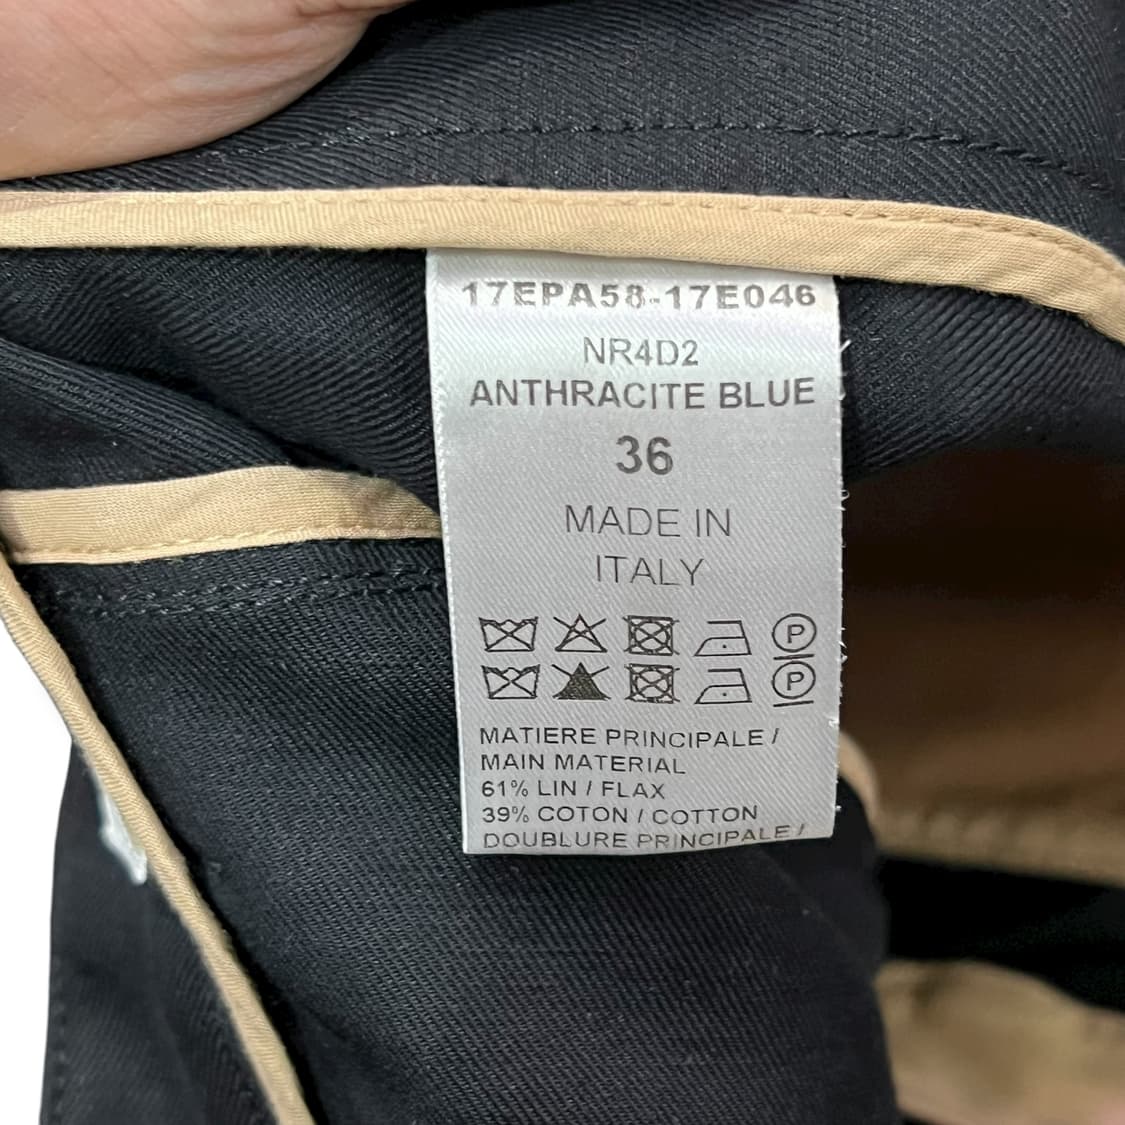 17EPA58-17E046
NR4D2
ANTHRACITE BLUE
36
MADE IN
ITALY
P
P
MATIERE PRINCIPALE /
MAIN MATERIAL
61% LIN / FLAX
39% COTON / COTTON
DOUBLURE PRINCIPALE /